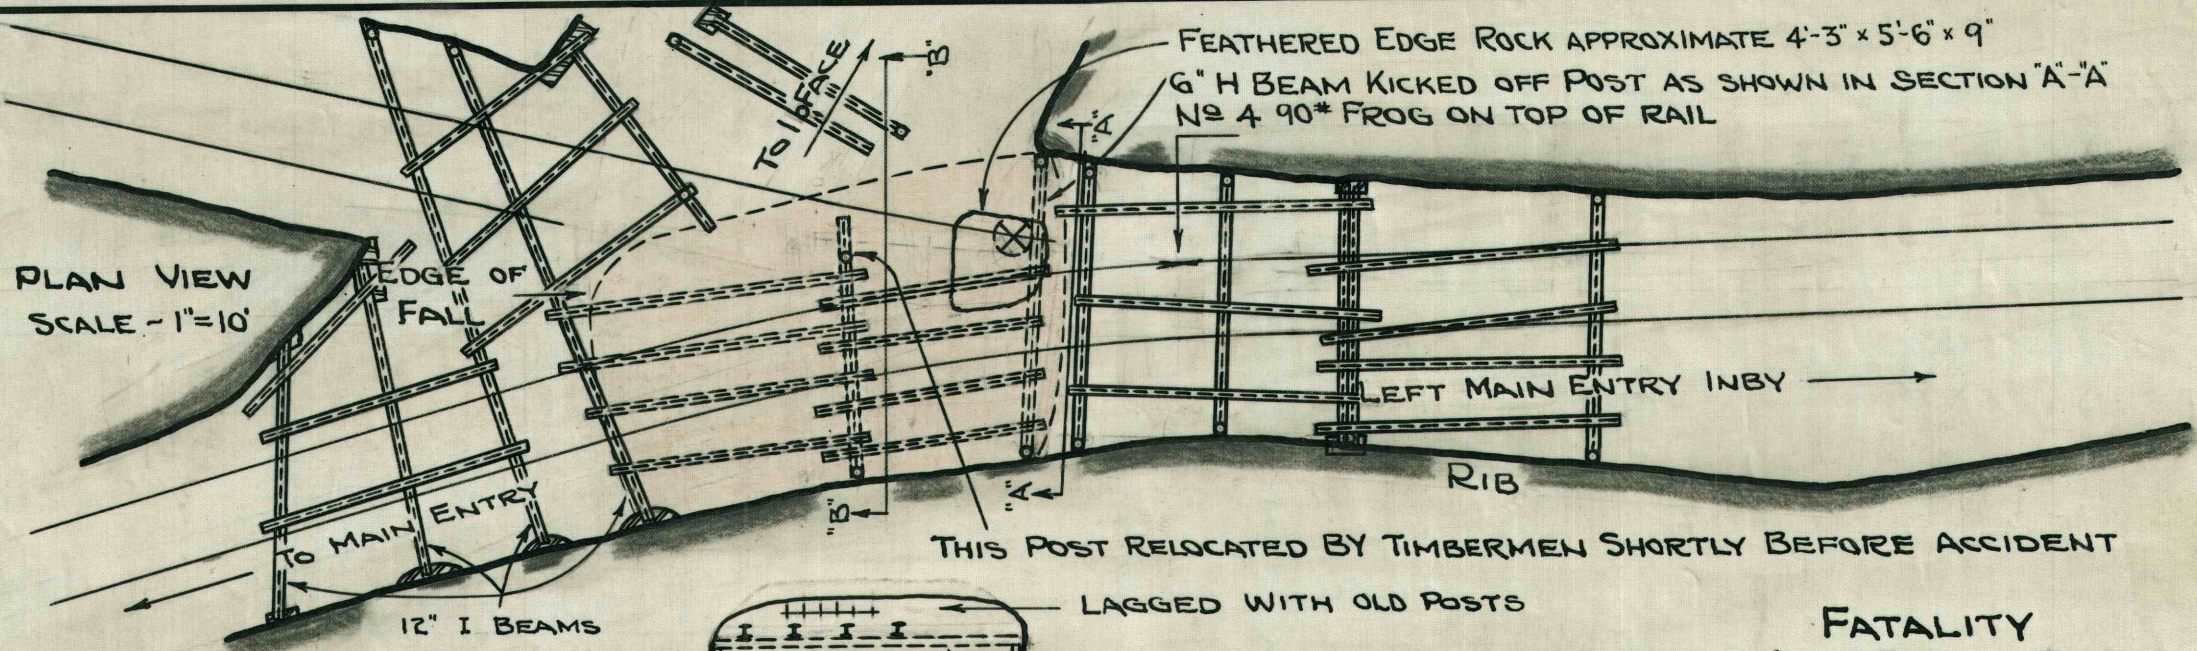 FEATHERED EDGE ROCK APPROXIMATE 4'-3" x 5'-6" x 9"
6" H BEAM KICKED OFF POST AS SHOWN IN SECTION "A"-"A"
Nº 4 90# FROG ON TOP OF RAIL
"B"
"A"
PLAN VIEW
SCALE ~ 1"=10'
EDGE OF
FALL
LEFT MAIN ENTRY INBY
RIB
"A"
"B"
TO MAIN ENTRY
THIS POST RELOCATED BY TIMBERMEN SHORTLY BEFORE ACCIDENT
LAGGED WITH OLD POSTS
12" I BEAMS
FATALITY